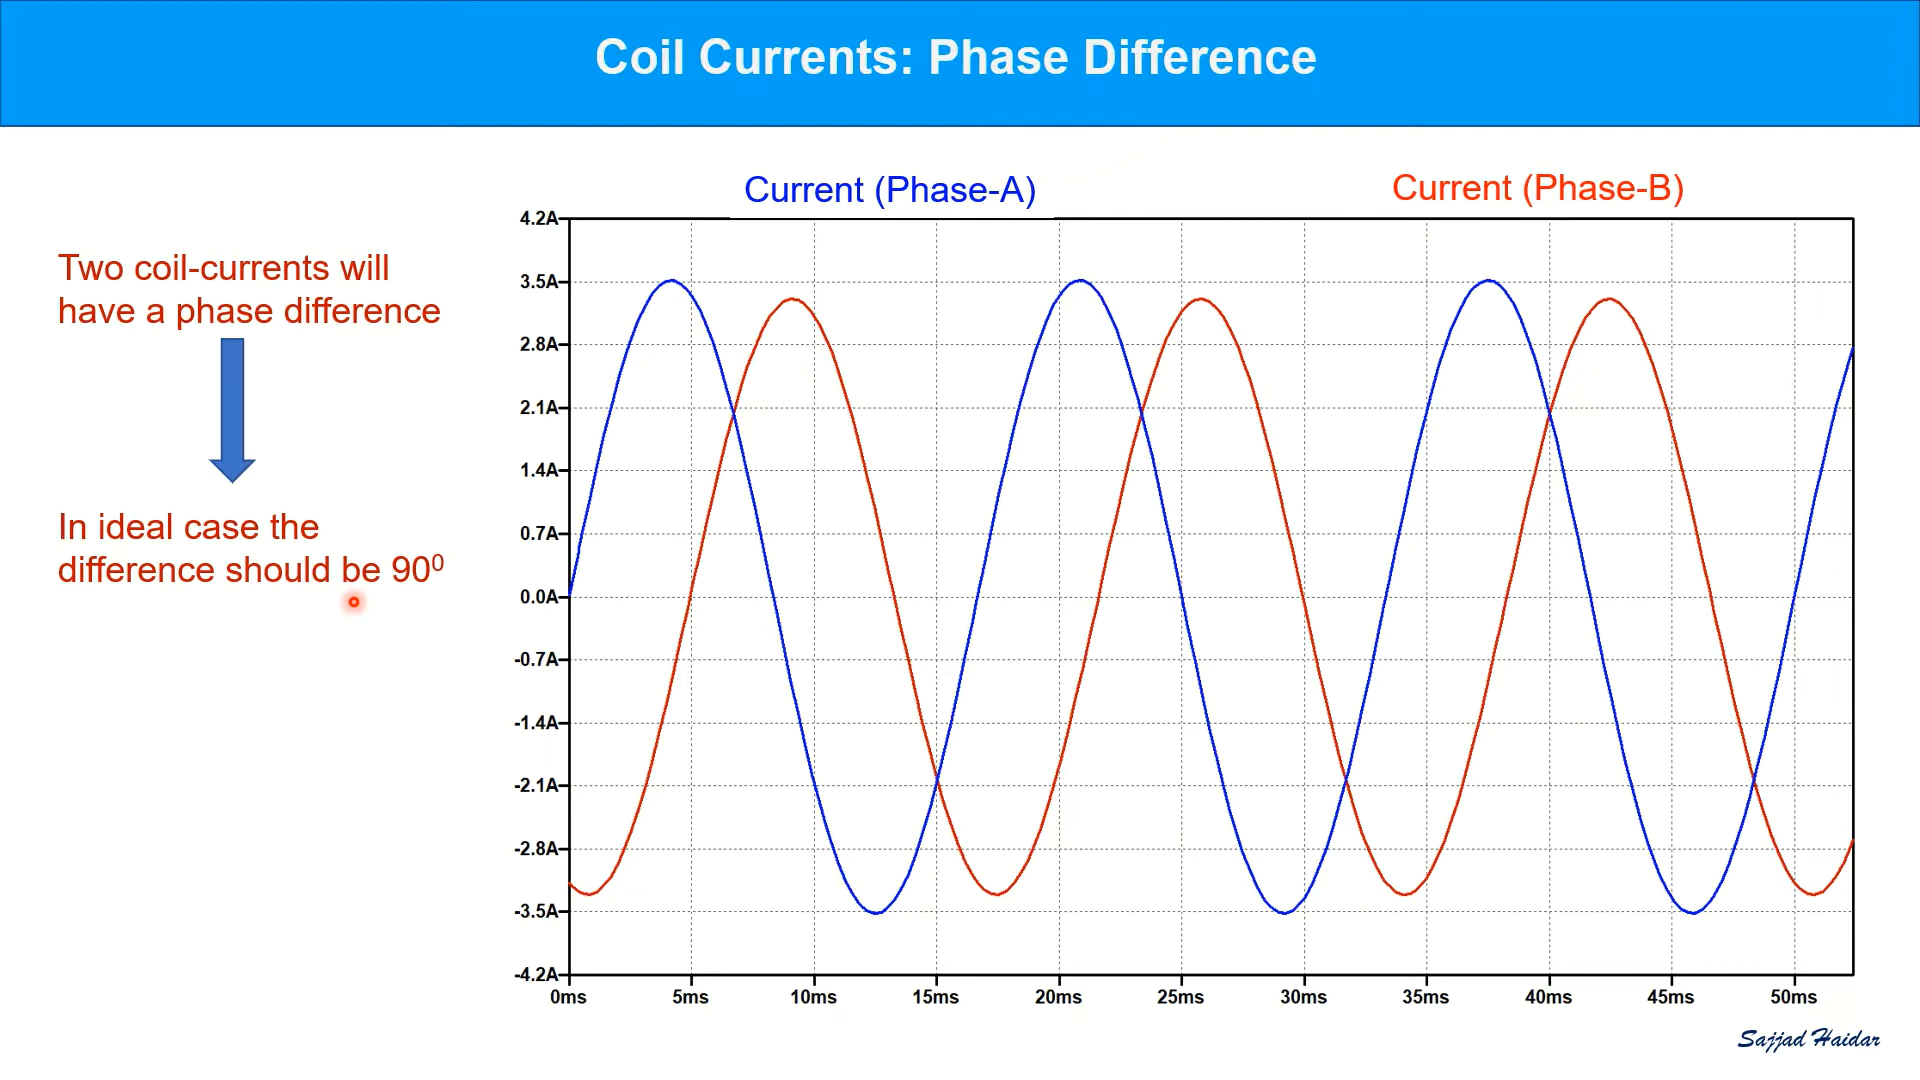 Coil Currents: Phase Difference
Current (Phase-A)
Current (Phase-B)
Two coil-currents will
have a phase difference
In ideal case the
difference should be 90⁰
4.2A
3.5A
2.8A
2.1A
1.4A
0.7A
0.0A
-0.7A
-1.4A
-2.1A
-2.8A
-3.5A
-4.2A
0ms 5ms 10ms 15ms 20ms 25ms 30ms 35ms 40ms 45ms 50ms
Sajjad Haidar